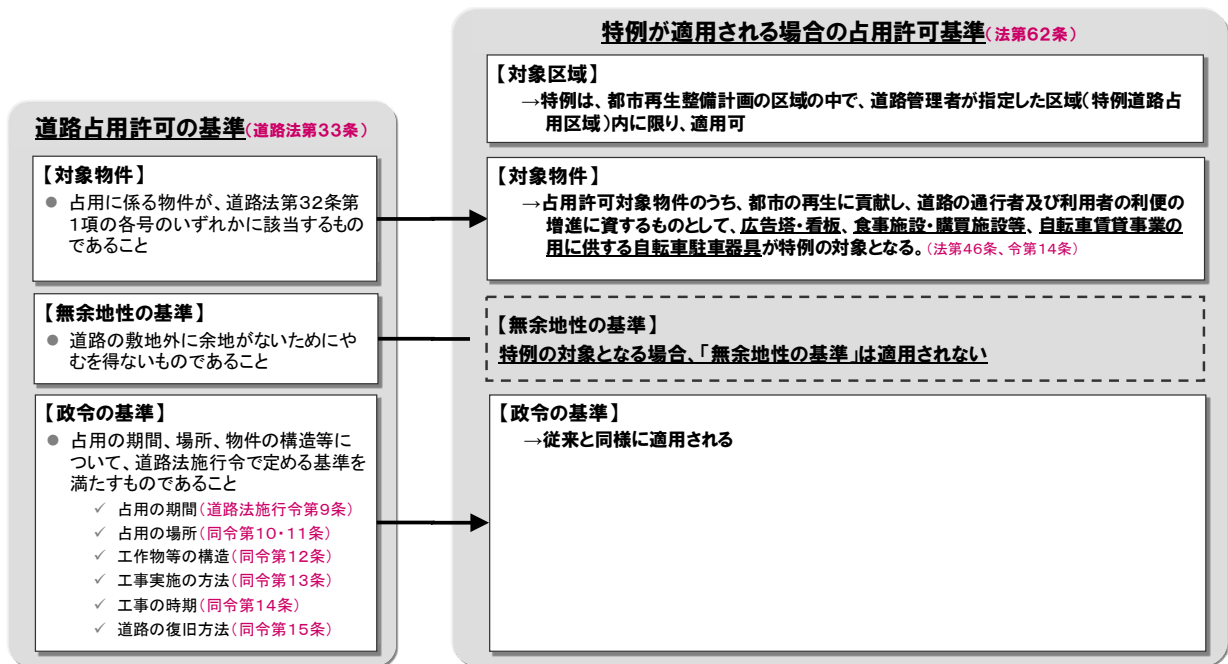 道路占用許可の基準(道路法第33条)
【対象物件】
● 占用に係る物件が、道路法第32条第
1項の各号のいずれかに該当するもの
であること
【無余地性の基準】
● 道路の敷地外に余地がないためにや
むを得ないものであること
【政令の基準】
● 占用の期間、場所、物件の構造等に
ついて、道路法施行令で定める基準を
満たすものであること
✓ 占用の期間(道路法施行令第9条)
✓ 占用の場所(同令第10・11条)
✓ 工作物等の構造(同令第12条)
✓ 工事実施の方法(同令第13条)
✓ 工事の時期(同令第14条)
✓ 道路の復旧方法(同令第15条)
特例が適用される場合の占用許可基準(法第62条)
【対象区域】
→特例は、都市再生整備計画の区域の中で、道路管理者が指定した区域(特例道路占
用区域)内に限り、適用可
【対象物件】
→占用許可対象物件のうち、都市の再生に貢献し、道路の通行者及び利用者の利便の
増進に資するものとして、広告塔・看板、食事施設・購買施設等、自転車賃貸事業の
用に供する自転車駐車器具が特例の対象となる。(法第46条、令第14条)
【無余地性の基準】
特例の対象となる場合、「無余地性の基準」は適用されない
【政令の基準】
→従来と同様に適用される